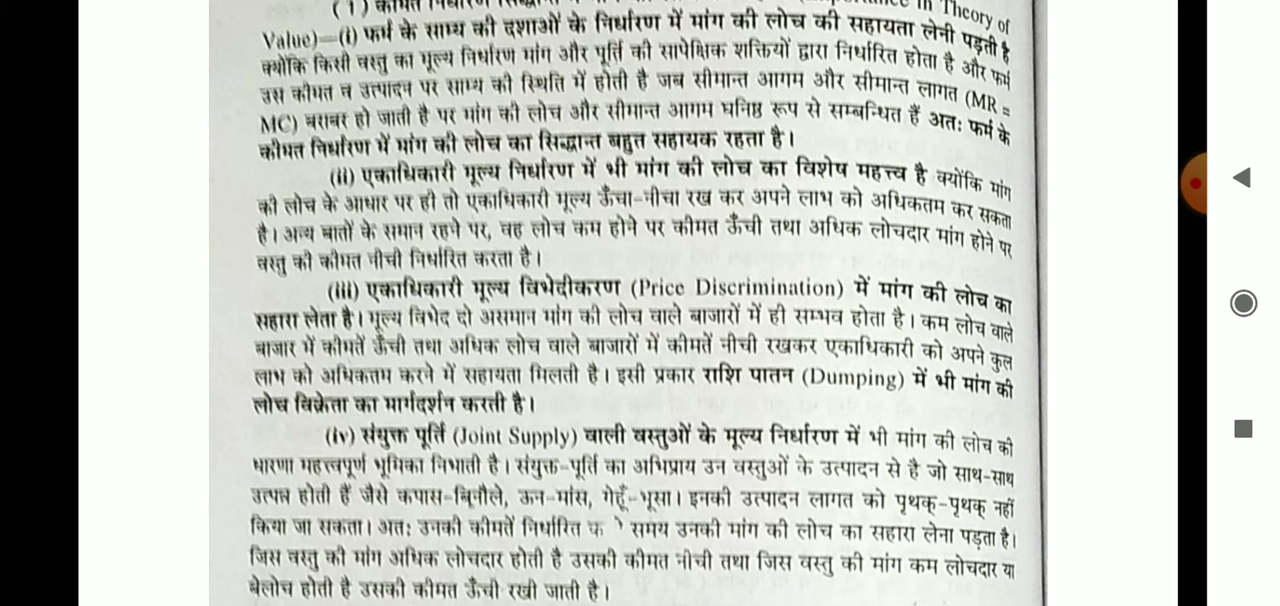 (1) कीमत निर्धारण सिद्धान्त में in Theory of
Value)—(i) फर्म के साम्य की दशाओं के निर्धारण में मांग की लोच की सहायता लेनी पड़ती है
क्योंकि किसी वस्तु का मूल्य निर्धारण मांग और पूर्ति की सापेक्षिक शक्तियों द्वारा निर्धारित होता है और फर्म
उस कीमत व उत्पादन पर साम्य की स्थिति में होती है जब सीमान्त आगम और सीमान्त लागत (MR =
MC) बराबर हो जाती है पर मांग की लोच और सीमान्त आगम घनिष्ठ रूप से सम्बन्धित हैं अतः फर्म के
कीमत निर्धारण में मांग की लोच का सिद्धान्त बहुत सहायक रहता है।
(ii) एकाधिकारी मूल्य निर्धारण में भी मांग की लोच का विशेष महत्त्व है क्योंकि मांग
की लोच के आधार पर ही तो एकाधिकारी मूल्य ऊँचा-नीचा रख कर अपने लाभ को अधिकतम कर सकता
है। अन्य बातों के समान रहने पर, वह लोच कम होने पर कीमत ऊँची तथा अधिक लोचदार मांग होने पर
वस्तु की कीमत नीची निर्धारित करता है।
(iii) एकाधिकारी मूल्य विभेदीकरण (Price Discrimination) में मांग की लोच का
सहारा लेता है। मूल्य विभेद दो असमान मांग की लोच वाले बाजारों में ही सम्भव होता है। कम लोच वाले
बाजार में कीमतें ऊँची तथा अधिक लोच वाले बाजारों में कीमतें नीची रखकर एकाधिकारी को अपने कुल
लाभ को अधिकतम करने में सहायता मिलती है। इसी प्रकार राशि पातन (Dumping) में भी मांग की
लोच विक्रेता का मार्गदर्शन करती है।
(iv) संयुक्त पूर्ति (Joint Supply) वाली वस्तुओं के मूल्य निर्धारण में भी मांग की लोच की
धारणा महत्त्वपूर्ण भूमिका निभाती है। संयुक्त-पूर्ति का अभिप्राय उन वस्तुओं के उत्पादन से है जो साथ-साथ
उत्पन्न होती हैं जैसे कपास-बिनौले, ऊन-मांस, गेहूँ-भूसा। इनकी उत्पादन लागत को पृथक्-पृथक् नहीं
किया जा सकता। अतः उनकी कीमतें निर्धारित समय उनकी मांग की लोच का सहारा लेना पड़ता है।
जिस वस्तु की मांग अधिक लोचदार होती है उसकी कीमत नीची तथा जिस वस्तु की मांग कम लोचदार या
बेलोच होती है उसकी कीमत ऊँची रखी जाती है।